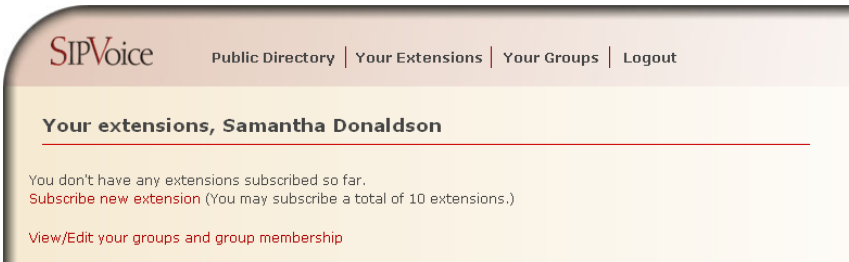 SIPVoice
Public Directory | Your Extensions | Your Groups | Logout
Your extensions, Samantha Donaldson
You don't have any extensions subscribed so far.
Subscribe new extension (You may subscribe a total of 10 extensions.)
View/Edit your groups and group membership